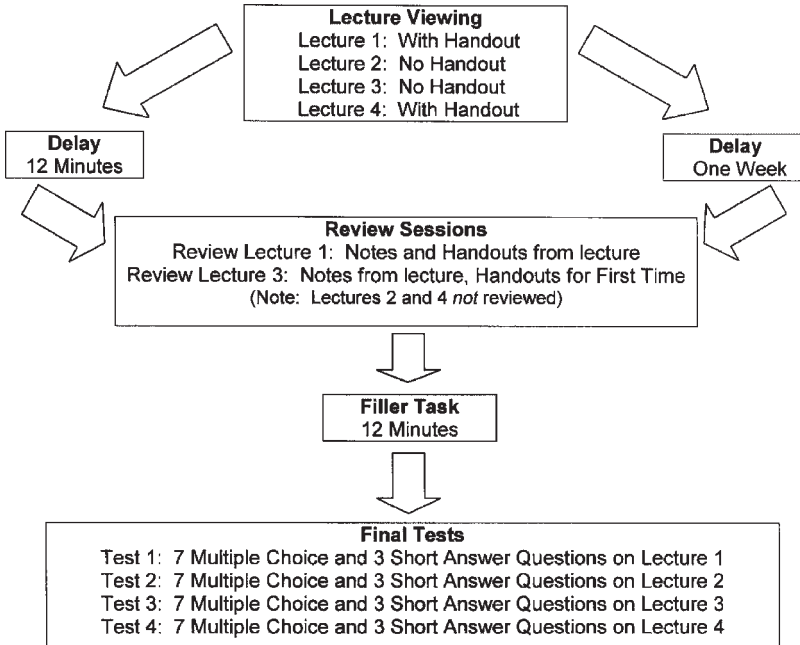 Lecture Viewing
Lecture 1: With Handout
Lecture 2: No Handout
Lecture 3: No Handout
Lecture 4: With Handout
Delay
12 Minutes
Delay
One Week
Review Sessions
Review Lecture 1: Notes and Handouts from lecture
Review Lecture 3: Notes from lecture, Handouts for First Time
(Note: Lectures 2 and 4 not reviewed)
Filler Task
12 Minutes
Final Tests
Test 1: 7 Multiple Choice and 3 Short Answer Questions on Lecture 1
Test 2: 7 Multiple Choice and 3 Short Answer Questions on Lecture 2
Test 3: 7 Multiple Choice and 3 Short Answer Questions on Lecture 3
Test 4: 7 Multiple Choice and 3 Short Answer Questions on Lecture 4